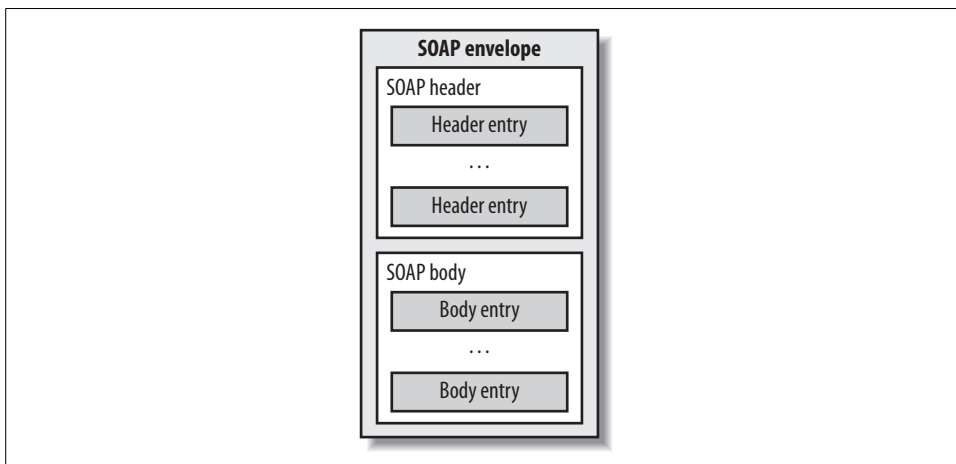 SOAP envelope
SOAP header
Header entry
...
Header entry
SOAP body
Body entry
...
Body entry